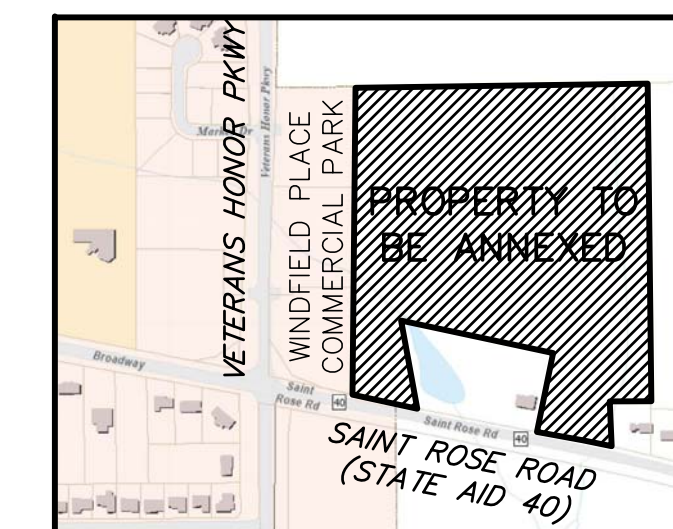 VETERANS HONOR PKWY
Veterans Honor Pkwy
WINDFIELD PLACE
COMMERCIAL PARK
PROPERTY TO
BE ANNEXED
Broadway
Saint
Rose Rd
40
Saint Rose Rd
40
SAINT ROSE ROAD
(STATE AID 40)